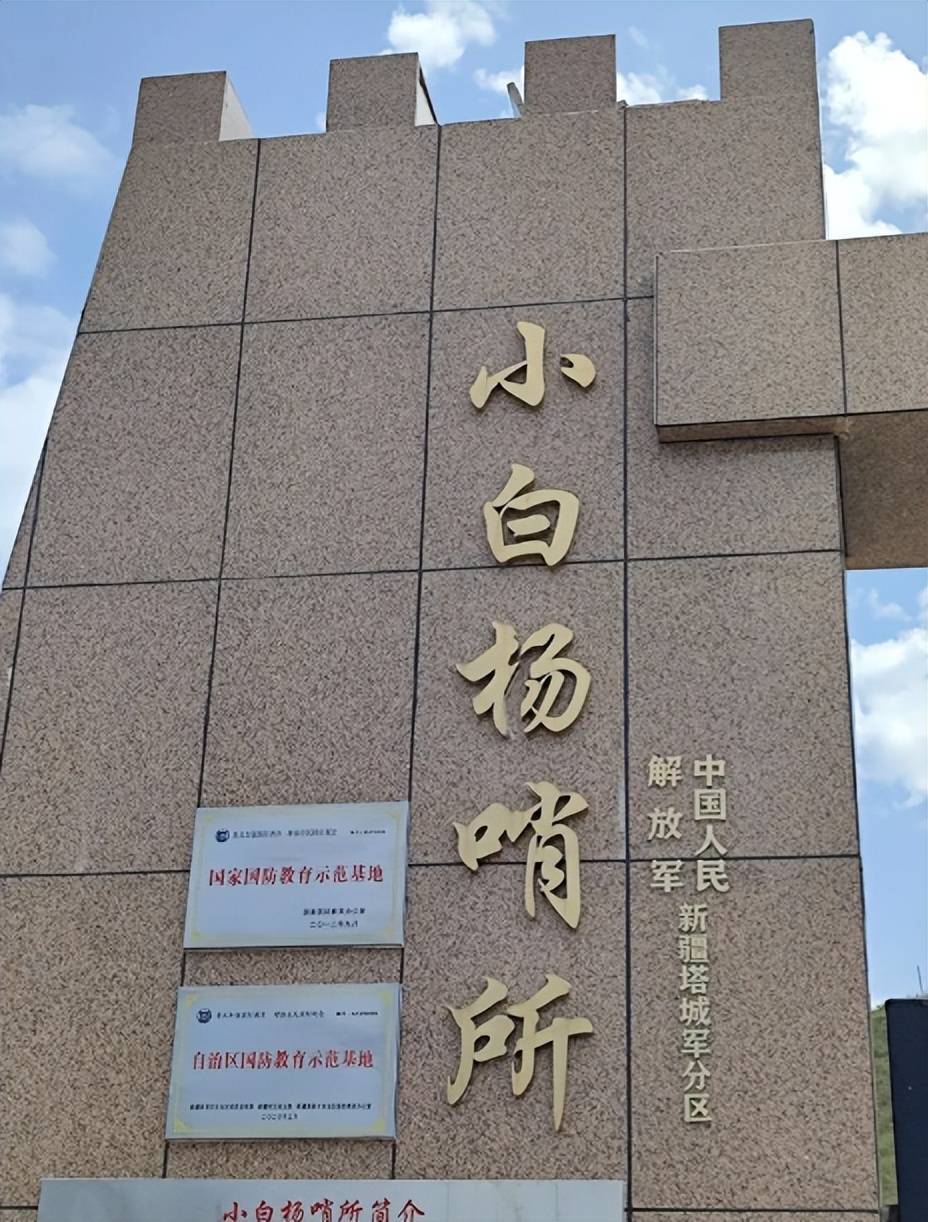 小白杨哨所
中国人民
解放军
新疆塔城军分区
国家国防教育示范基地
自治区国防教育示范基地
小白杨哨所简介